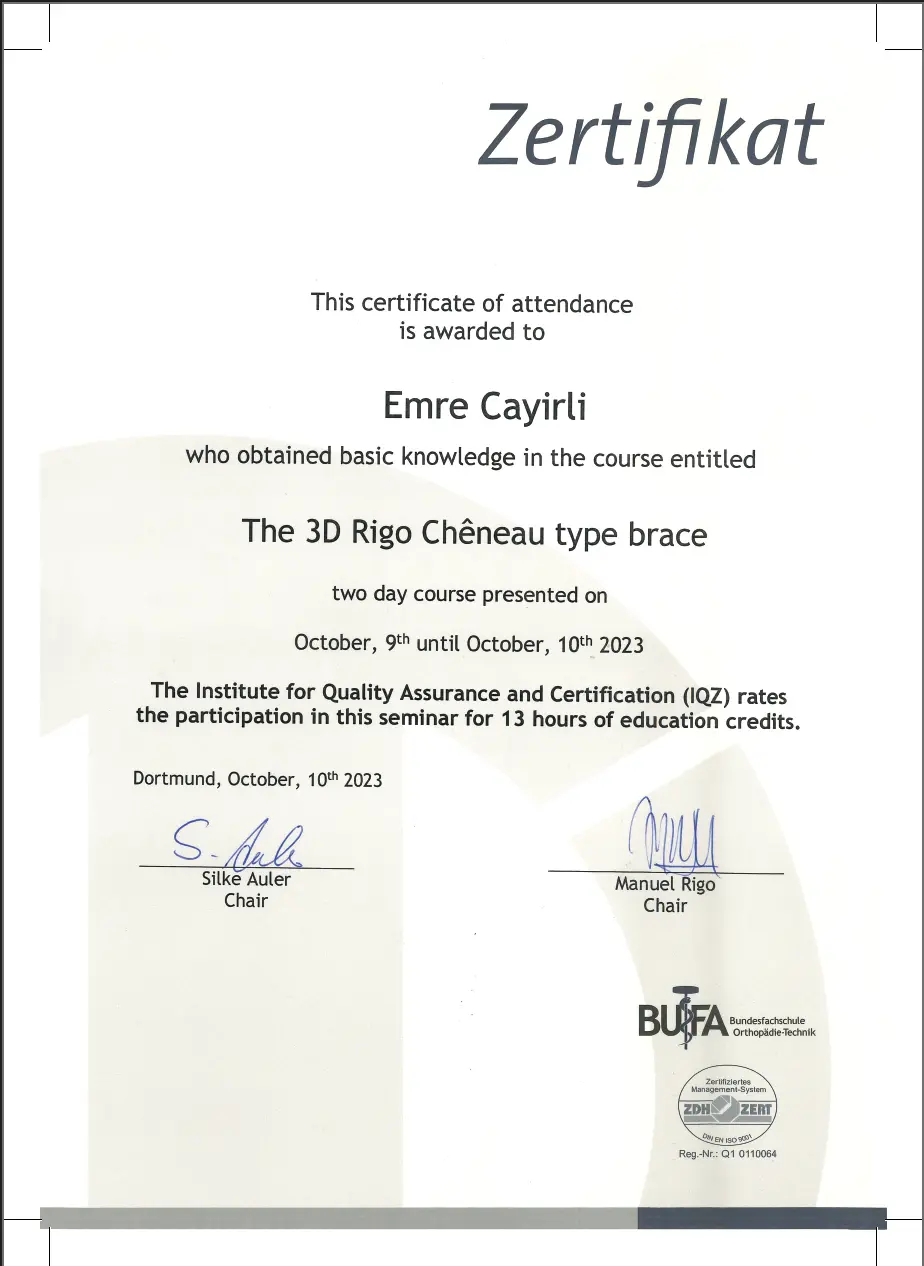 Zertifikat
This certificate of attendance
is awarded to
Emre Cayirli
who obtained basic knowledge in the course entitled
The 3D Rigo Chêneau type brace
two day course presented on
October, 9th until October, 10th 2023
The Institute for Quality Assurance and Certification (IQZ) rates
the participation in this seminar for 13 hours of education credits.
Dortmund, October, 10th 2023
S. Auler
Silke Auler
Chair
Manuel Rigo
Chair
BUFA Bundesfachschule
Orthopädie-Technik
Zertifiziertes
Management-System
ZDH ZERT
DIN EN ISO 9001
Reg.-Nr.: Q1 0110064